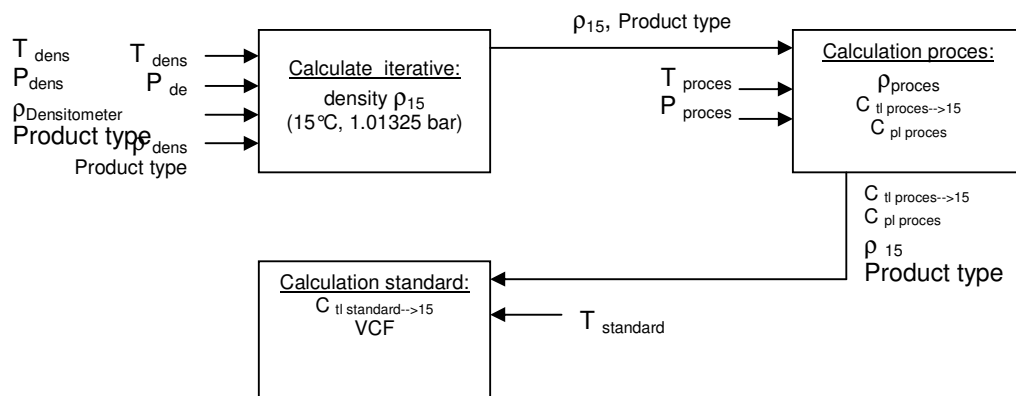 T dens
P dens
ρ Densitometer
Product type
T dens
P de
ρ dens
Product type
Calculate iterative:
density ρ15
(15°C, 1.01325 bar)
ρ15, Product type
T proces
P proces
Calculation proces:
ρproces
C tl proces-->15
C pl proces
C tl proces-->15
C pl proces
ρ 15
Product type
Calculation standard:
C tl standard-->15
VCF
T standard